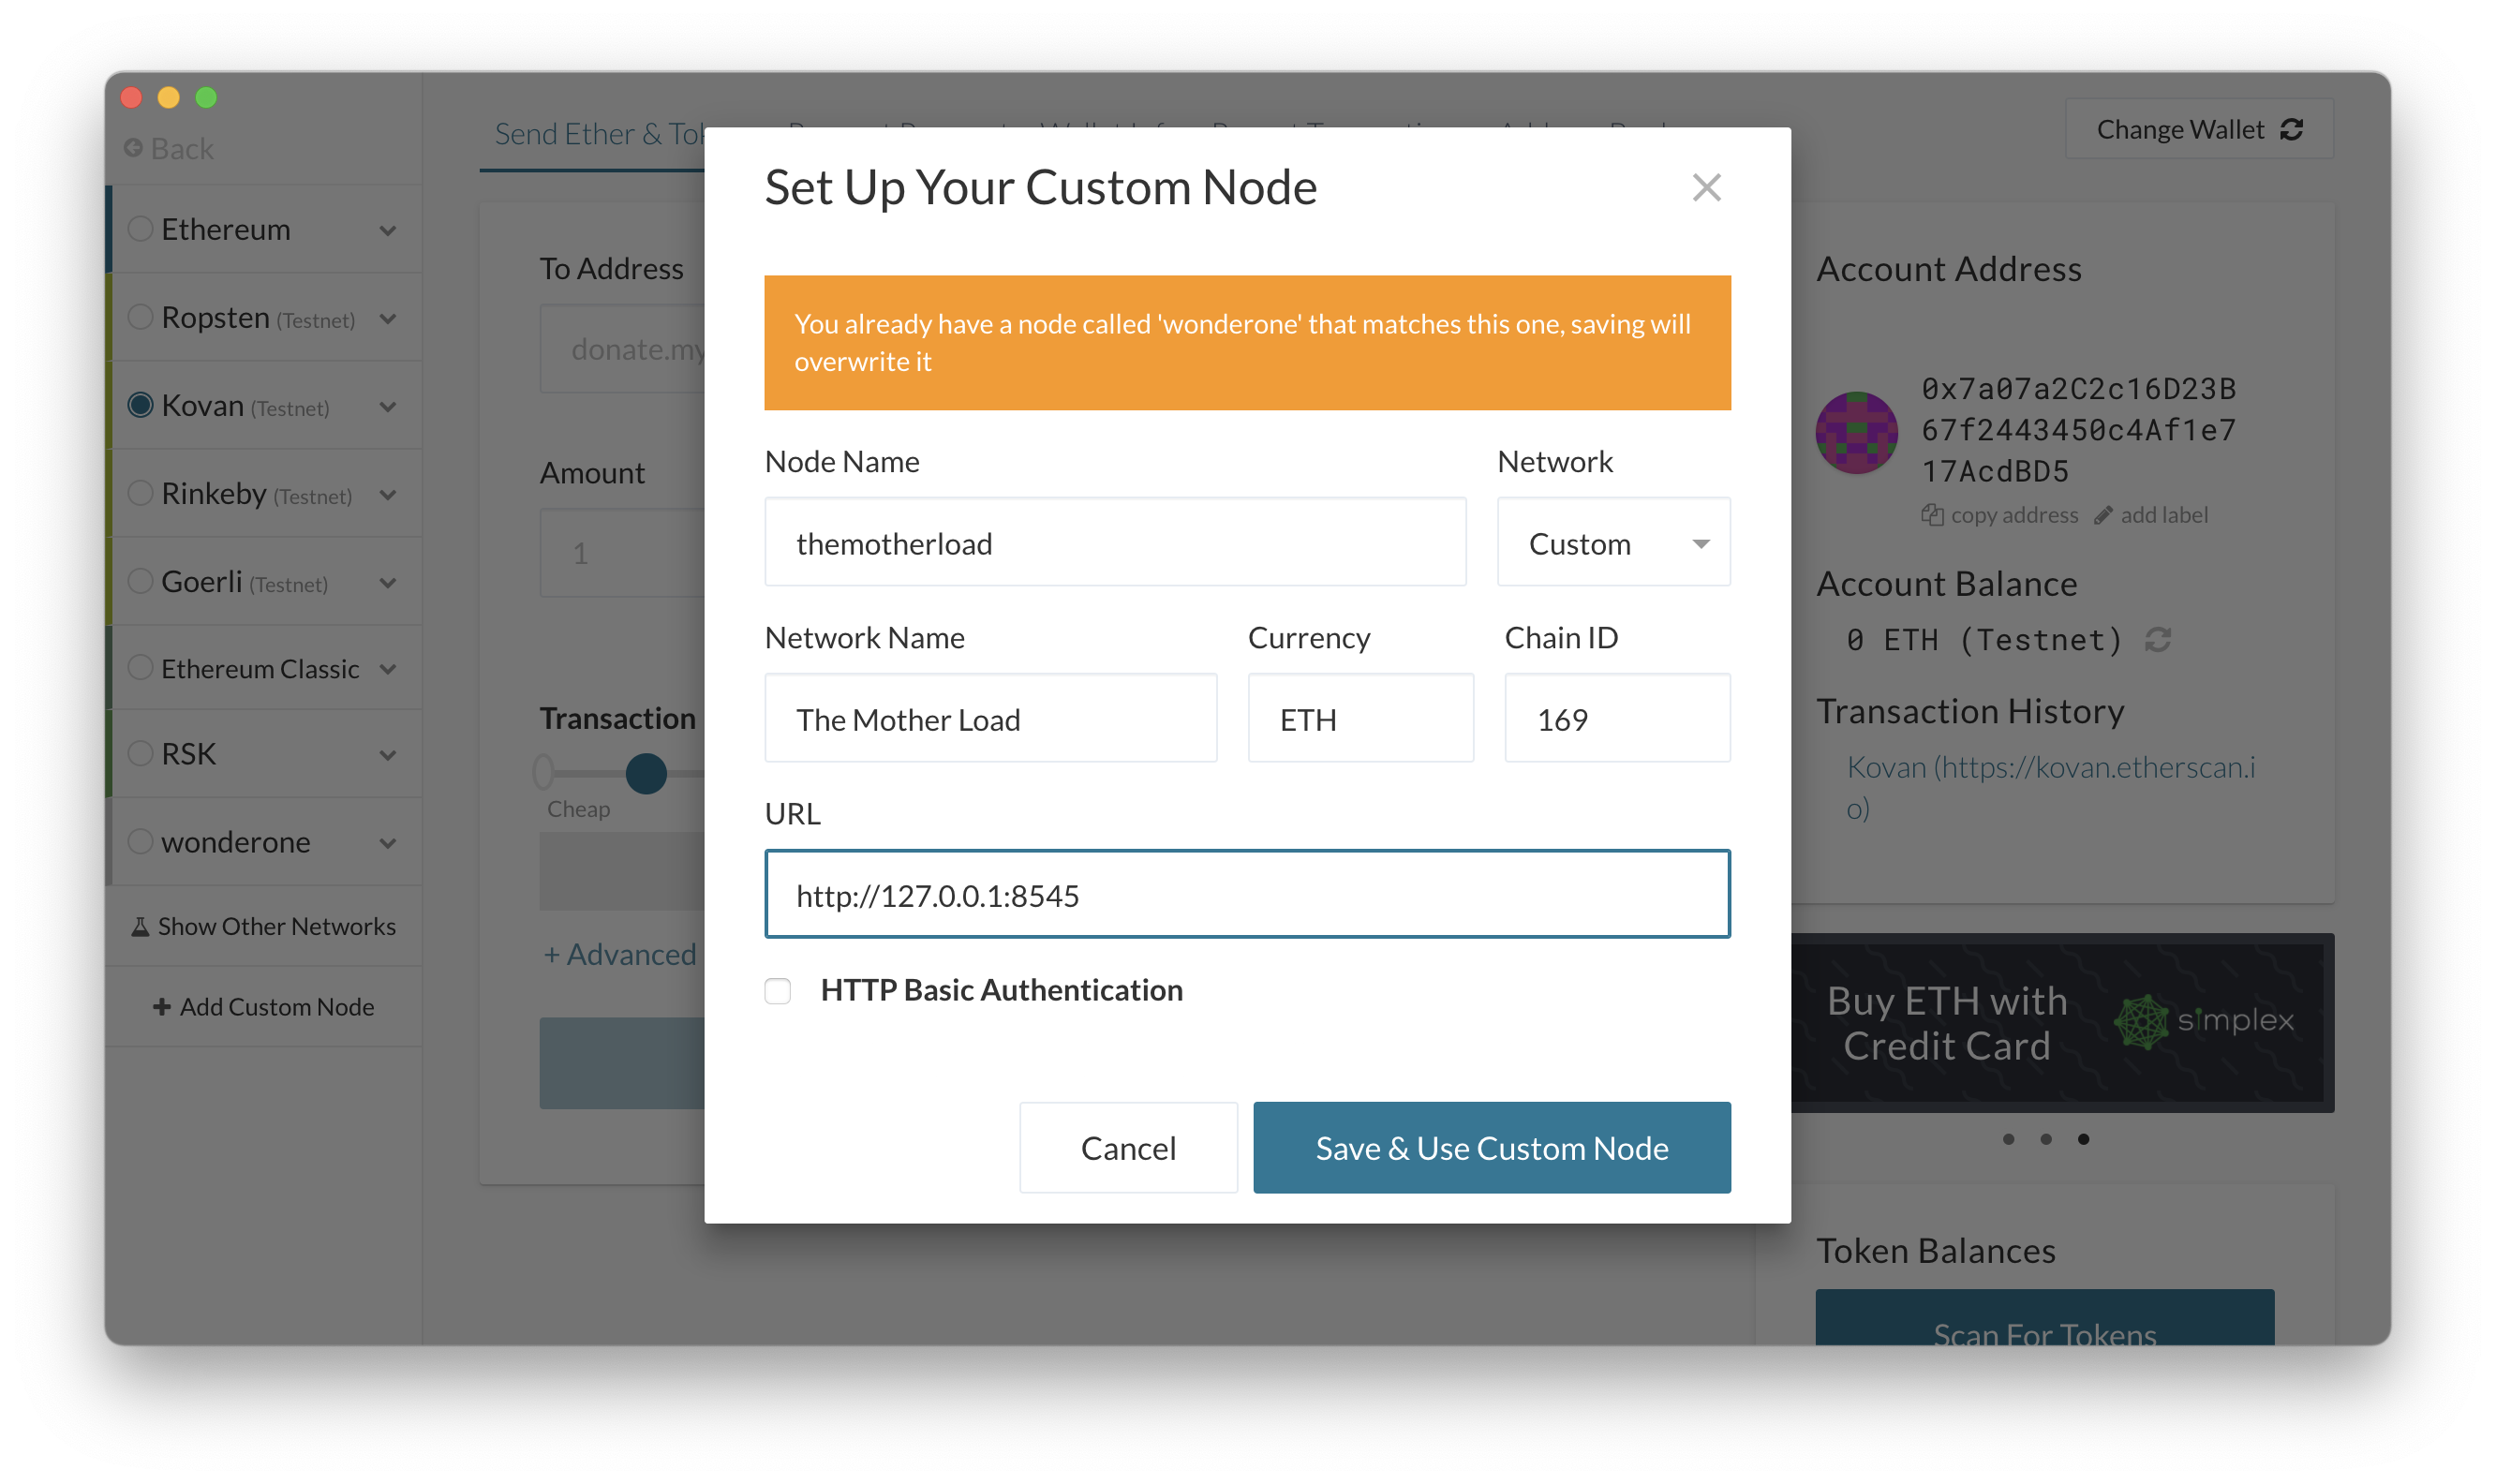 Back
Ethereum
Ropsten (Testnet)
Kovan (Testnet)
Rinkeby (Testnet)
Goerli (Testnet)
Ethereum Classic
RSK
wonderone
Show Other Networks
Add Custom Node
Send Ether & Tok
To Address
donate.my
Amount
1
Transaction
Cheap
+ Advanced
Set Up Your Custom Node
You already have a node called 'wonderone' that matches this one, saving will
overwrite it
Node Name
Network
themotherload
Custom
Network Name
Currency
Chain ID
The Mother Load
ETH
169
URL
http://127.0.0.1:8545
HTTP Basic Authentication
Cancel
Save & Use Custom Node
Change Wallet
Account Address
0x7a07a2C2c16D23B
67f2443450c4Af1e7
17AcdBD5
copy address
add label
Account Balance
0 ETH (Testnet)
Transaction History
Kovan (https://kovan.etherscan.i
o)
Buy ETH with
Credit Card
simplex
Token Balances
Scan For Tokens